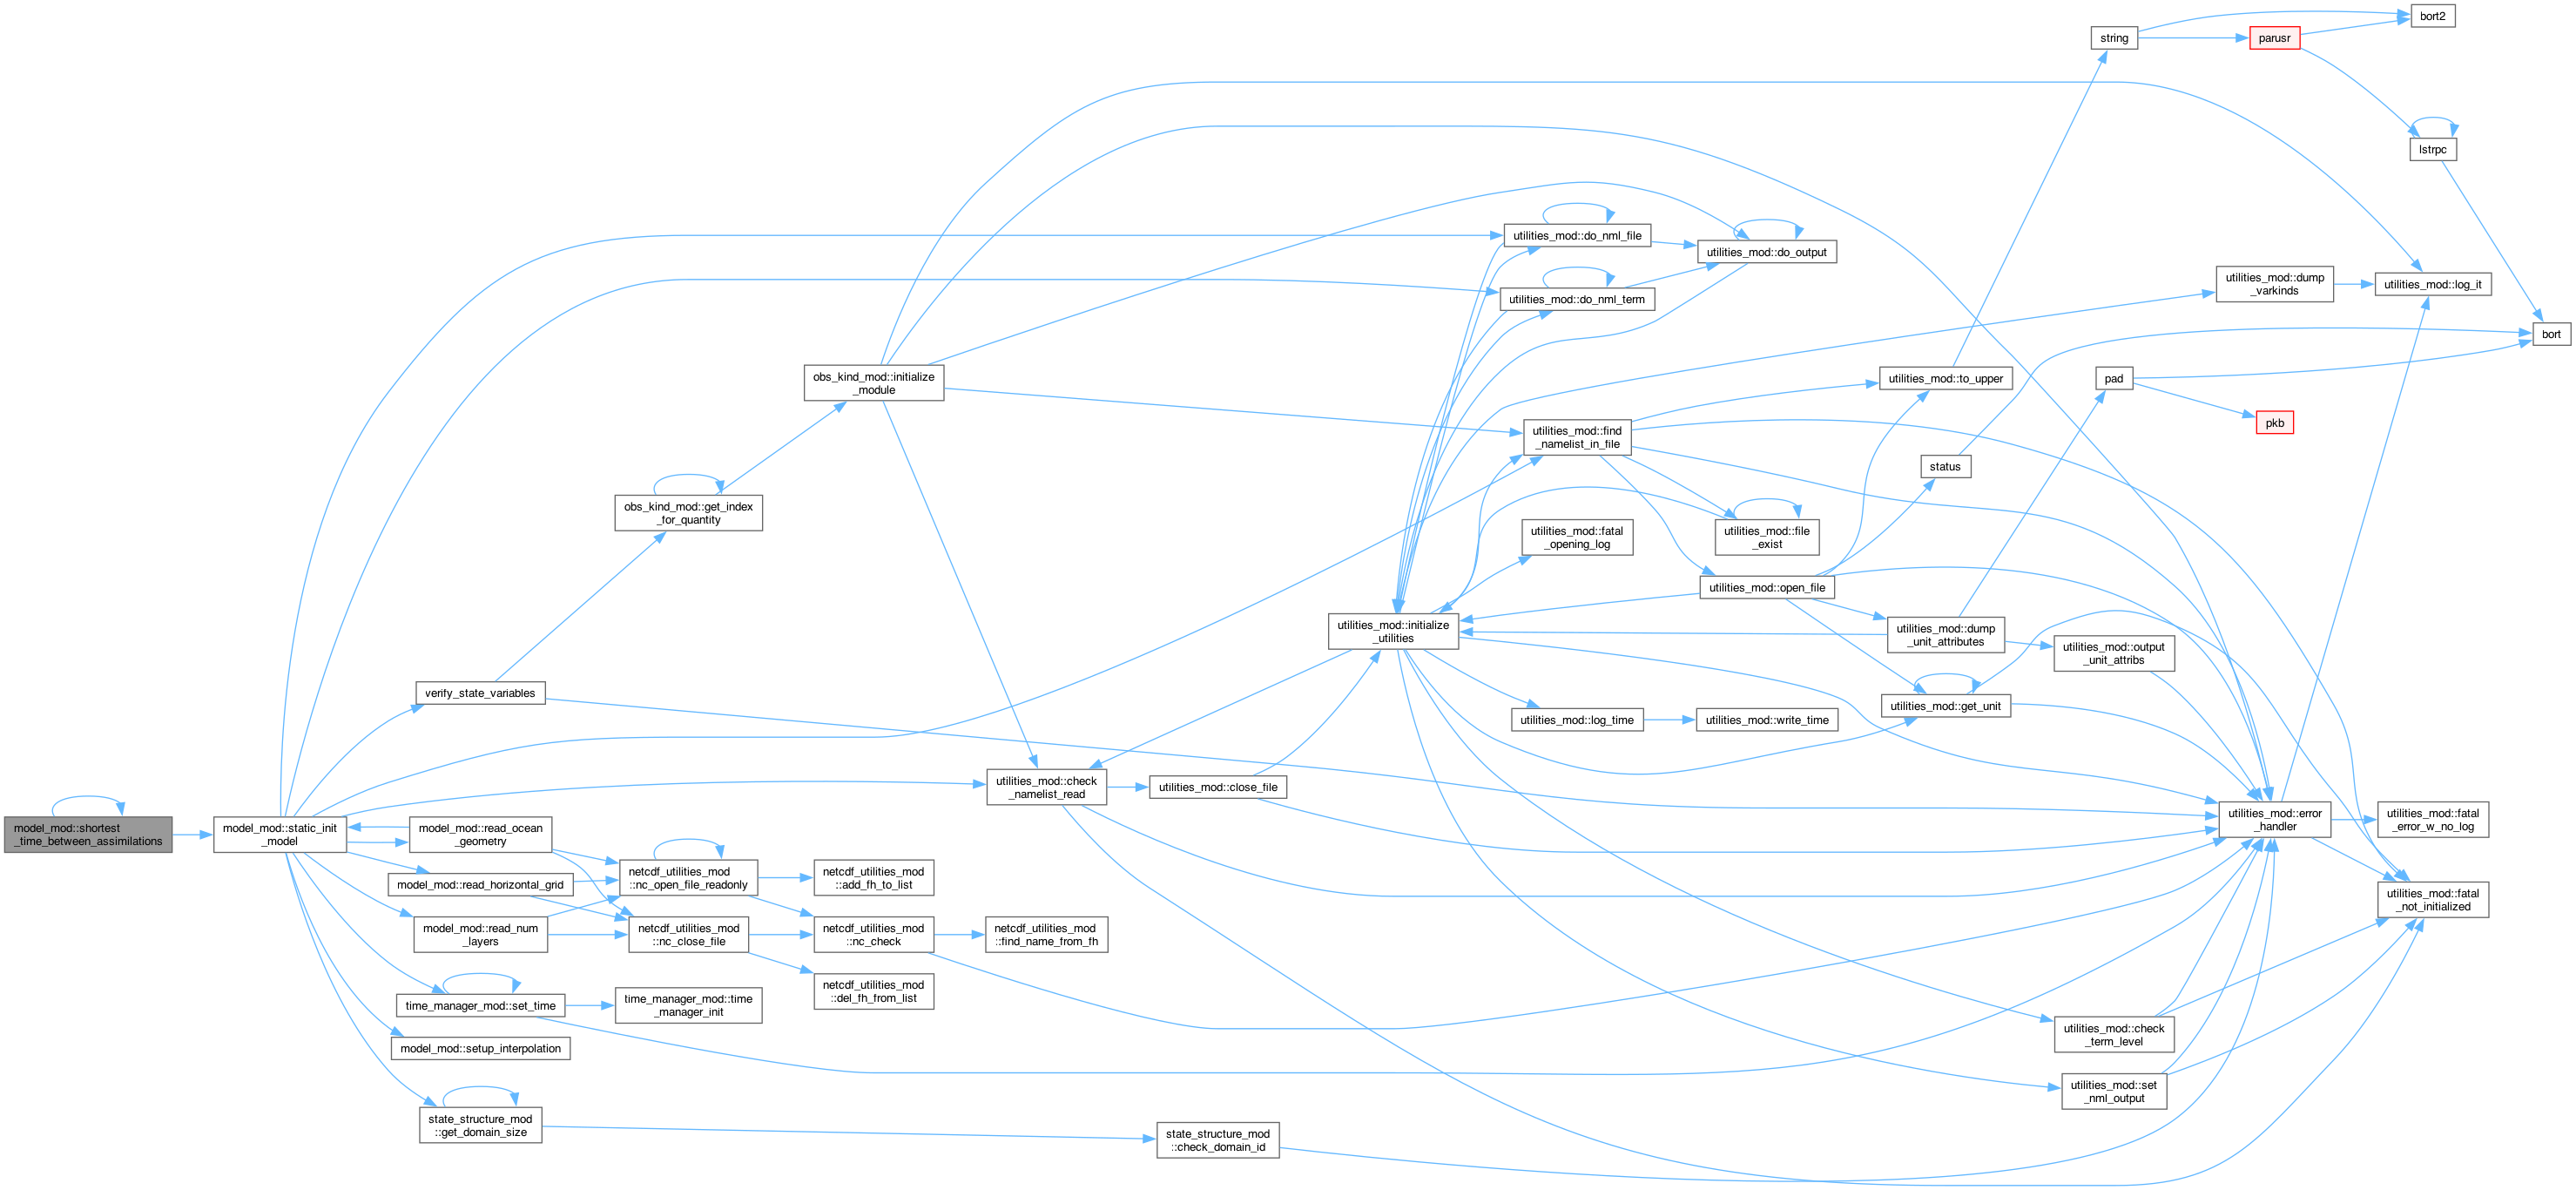 model_mod::shortest
_time_between_assimilations
model_mod::static_init
_model
model_mod::read_ocean
_geometry
model_mod::read_horizontal_grid
model_mod::read_num
_layers
time_manager_mod::set_time
model_mod::setup_interpolation
state_structure_mod
::get_domain_size
verify_state_variables
obs_kind_mod::get_index
_for_quantity
netcdf_utilities_mod
::nc_open_file_readonly
netcdf_utilities_mod
::nc_close_file
time_manager_mod::time
_manager_init
obs_kind_mod::initialize
_module
netcdf_utilities_mod
::add_fh_to_list
netcdf_utilities_mod
::nc_check
netcdf_utilities_mod
::del_fh_from_list
utilities_mod::check
_namelist_read
netcdf_utilities_mod
::find_name_from_fh
utilities_mod::close_file
state_structure_mod
::check_domain_id
utilities_mod::initialize
_utilities
utilities_mod::do_nml_file
utilities_mod::do_nml_term
utilities_mod::find
_namelist_in_file
utilities_mod::fatal
_opening_log
utilities_mod::log_time
utilities_mod::do_output
utilities_mod::file
_exist
utilities_mod::open_file
utilities_mod::write_time
utilities_mod::to_upper
status
utilities_mod::dump
_unit_attributes
utilities_mod::get_unit
string
pad
utilities_mod::output
_unit_attribs
utilities_mod::check
_term_level
utilities_mod::set
_nml_output
parusr
utilities_mod::dump
_varkinds
pkb
utilities_mod::error
_handler
bort2
lstrpc
utilities_mod::log_it
bort
utilities_mod::fatal
_error_w_no_log
utilities_mod::fatal
_not_initialized